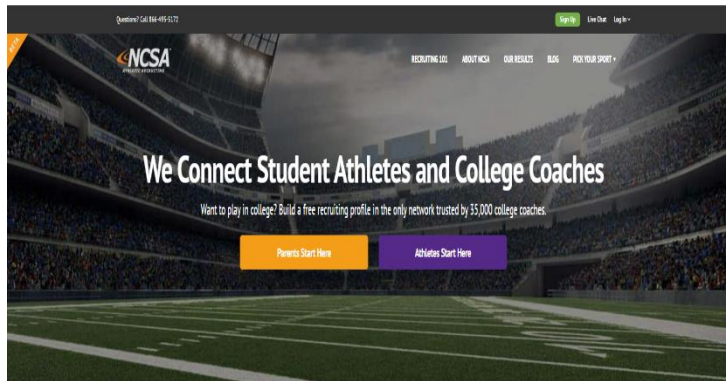 Questions? Call 866-495-5172
Sign Up Live Chat Log In
BETA
NCSA
RECRUITING 101 ABOUT NCSA OUR RESULTS BLOG PICK YOUR SPORT
We Connect Student Athletes and College Coaches
Want to play in college? Build a free recruiting profile in the only network trusted by 35,000 college coaches.
Parents Start Here Athletes Start Here